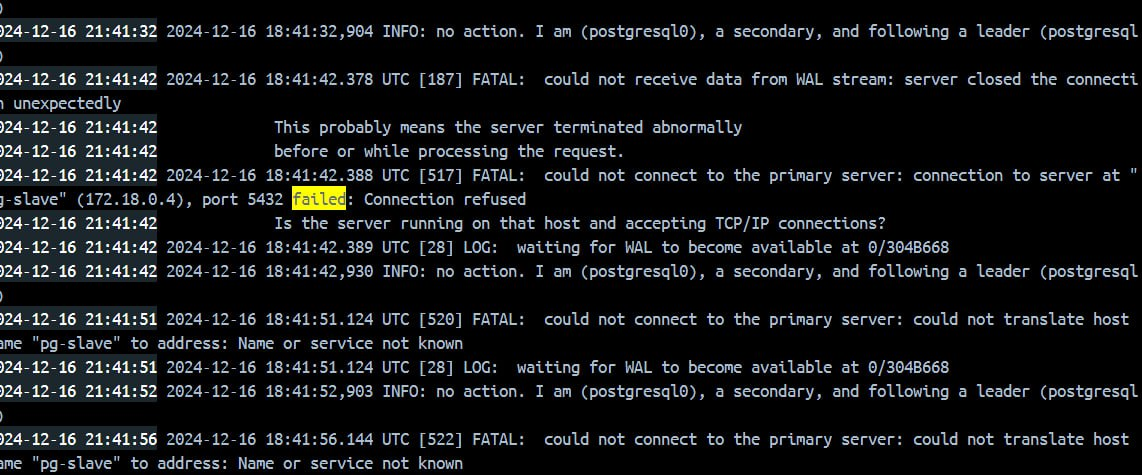 )
024-12-16 21:41:32 2024-12-16 18:41:32,904 INFO: no action. I am (postgresql0), a secondary, and following a leader (postgresql
)
024-12-16 21:41:42 2024-12-16 18:41:42.378 UTC [187] FATAL:  could not receive data from WAL stream: server closed the connecti
n unexpectedly
024-12-16 21:41:42             This probably means the server terminated abnormally
024-12-16 21:41:42             before or while processing the request.
024-12-16 21:41:42 2024-12-16 18:41:42.388 UTC [517] FATAL:  could not connect to the primary server: connection to server at "
g-slave" (172.18.0.4), port 5432 failed: Connection refused
024-12-16 21:41:42             Is the server running on that host and accepting TCP/IP connections?
024-12-16 21:41:42 2024-12-16 18:41:42.389 UTC [28] LOG:  waiting for WAL to become available at 0/304B668
024-12-16 21:41:42 2024-12-16 18:41:42,930 INFO: no action. I am (postgresql0), a secondary, and following a leader (postgresql
)
024-12-16 21:41:51 2024-12-16 18:41:51.124 UTC [520] FATAL:  could not connect to the primary server: could not translate host
ame "pg-slave" to address: Name or service not known
024-12-16 21:41:51 2024-12-16 18:41:51.124 UTC [28] LOG:  waiting for WAL to become available at 0/304B668
024-12-16 21:41:52 2024-12-16 18:41:52,903 INFO: no action. I am (postgresql0), a secondary, and following a leader (postgresql
)
024-12-16 21:41:56 2024-12-16 18:41:56.144 UTC [522] FATAL:  could not connect to the primary server: could not translate host
ame "pg-slave" to address: Name or service not known